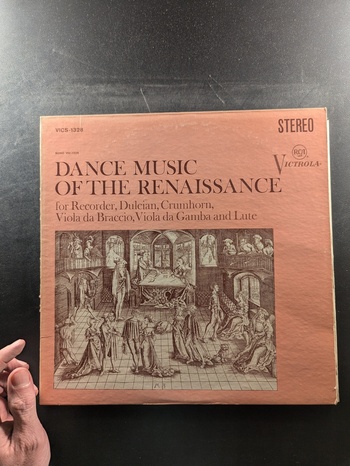 VICS-1328
STEREO
RCA
VICTROLA
DANCE MUSIC
OF THE RENAISSANCE
for Recorder, Dulcian, Crumhorn,
Viola da Braccio, Viola da Gamba and Lute